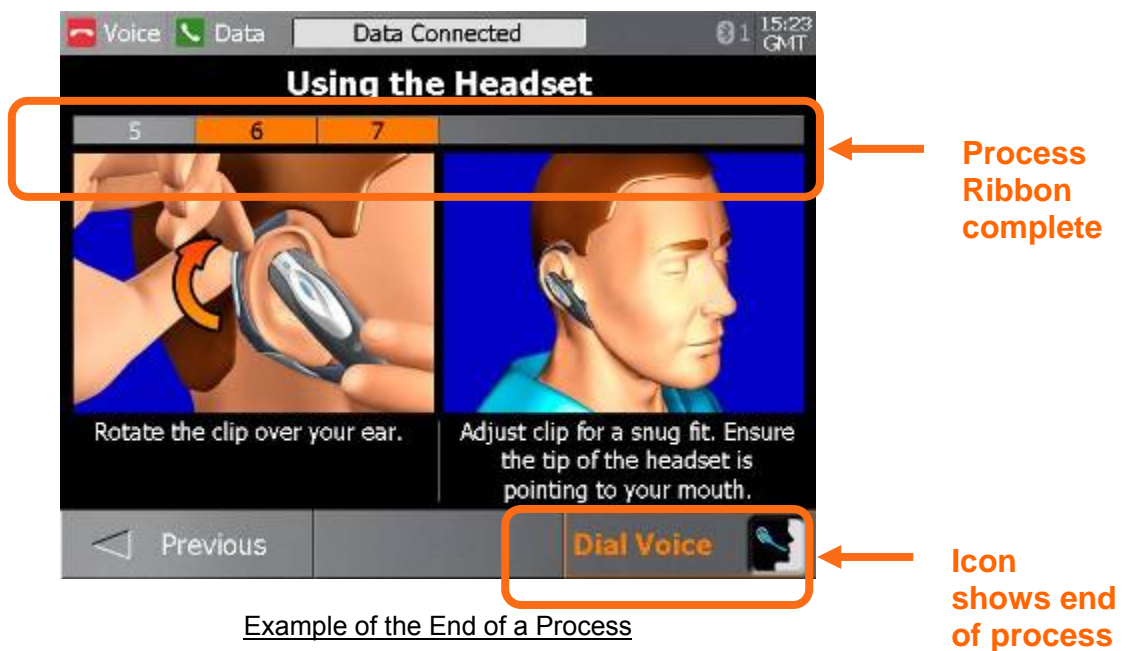 Voice Data Data Connected 1 15:23
GMT
Using the Headset
5 6 7
Process
Ribbon
complete
Rotate the clip over your ear.
Adjust clip for a snug fit. Ensure
the tip of the headset is
pointing to your mouth.
Previous Dial Voice
Icon
shows end
of process
Example of the End of a Process